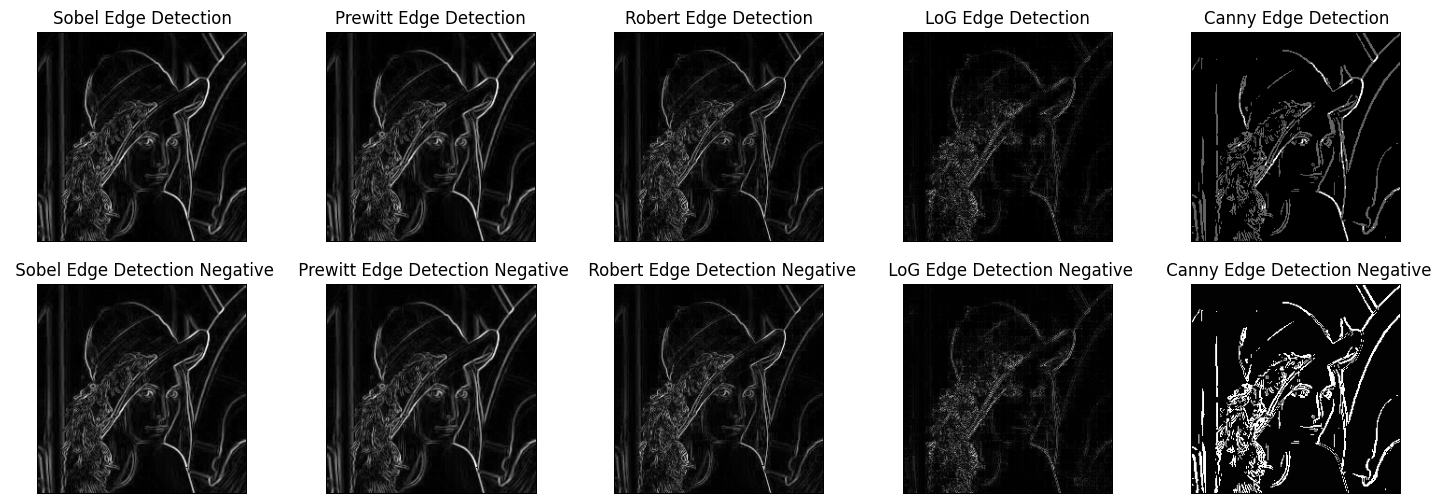 Sobel Edge Detection
Prewitt Edge Detection
Robert Edge Detection
LoG Edge Detection
Canny Edge Detection
Sobel Edge Detection Negative
Prewitt Edge Detection Negative
Robert Edge Detection Negative
LoG Edge Detection Negative
Canny Edge Detection Negative